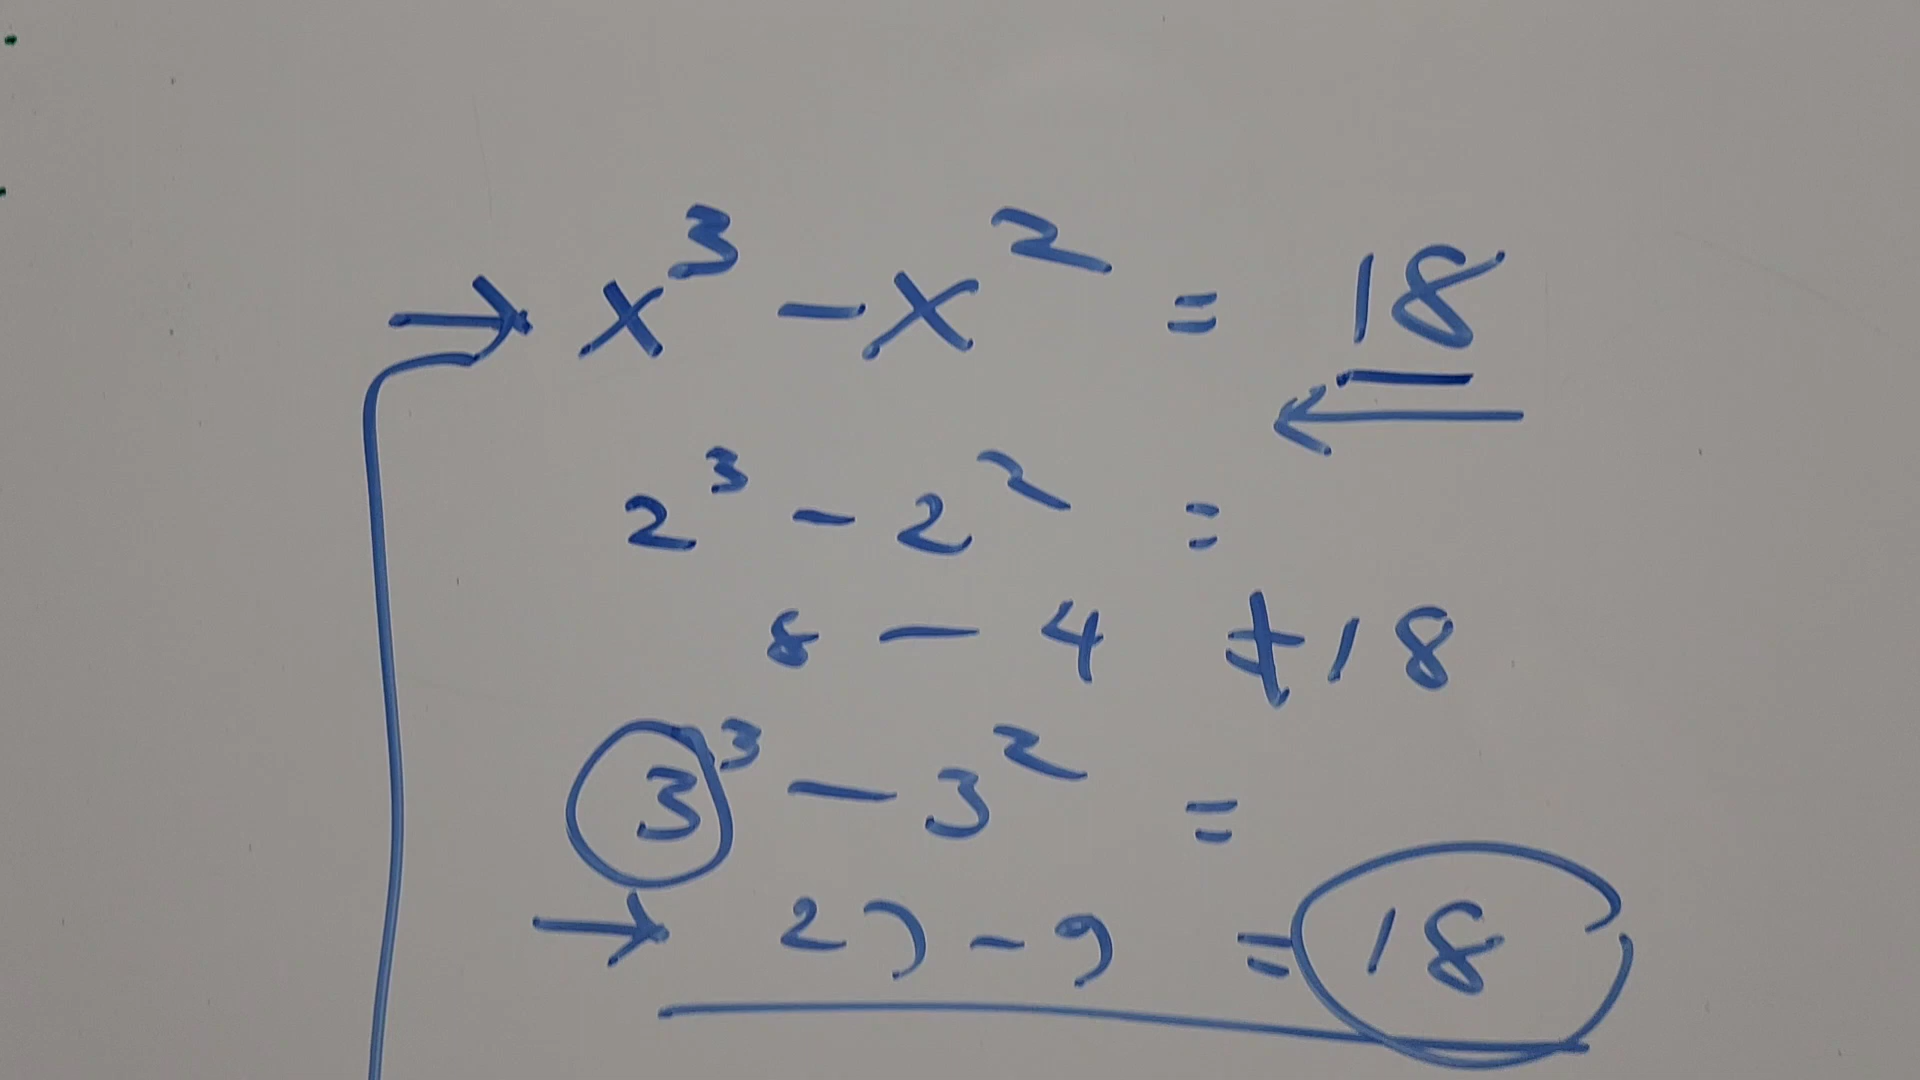 → x³ - x² = 18
←
2³ - 2² =
8 - 4 ≠ 18
3³ - 3² =
→ 27 - 9 = 18